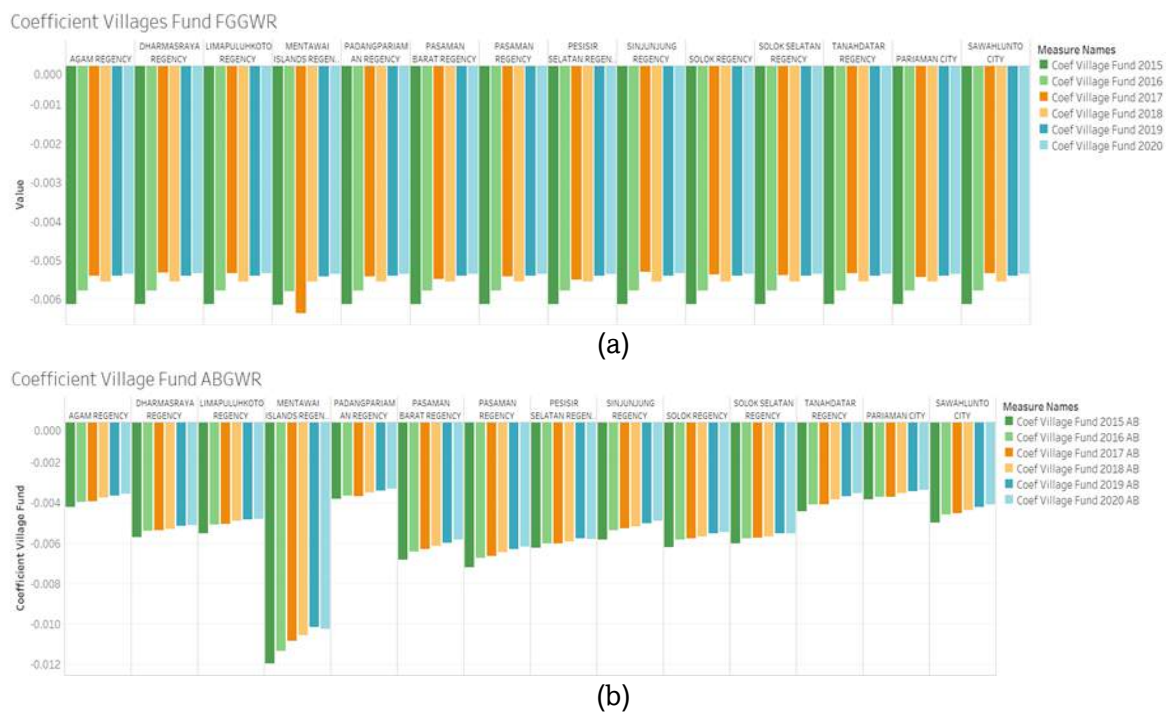 Coefficient Villages Fund FGGWR
DHARMASRAYA LIMAPULUHKOTO MENTAWAI PADANGPARIAM PASAMAN PASAMAN PESISIR SINJUNJUNG SOLOK SELATAN TANAHDATAR SAWAHLUNTO
AGAM REGENCY REGENCY REGENCY ISLANDS REGEN.. AN REGENCY BARAT REGENCY REGENCY SELATAN REGEN.. REGENCY SOLOK REGENCY REGENCY REGENCY PARIAMAN CITY CITY
Measure Names
Coef Village Fund 2015
Coef Village Fund 2016
Coef Village Fund 2017
Coef Village Fund 2018
Coef Village Fund 2019
Coef Village Fund 2020
0.000
-0.001
-0.002
-0.003
-0.004
-0.005
-0.006
Value
(a)
Coefficient Village Fund ABGWR
DHARMASRAYA LIMAPULUHKOTO MENTAWAI PADANGPARIAM PASAMAN PASAMAN PESISIR SINJUNJUNG SOLOK SELATAN TANAHDATAR SAWAHLUNTO
AGAM REGENCY REGENCY REGENCY ISLANDS REGEN.. AN REGENCY BARAT REGENCY REGENCY SELATAN REGEN.. REGENCY SOLOK REGENCY REGENCY REGENCY PARIAMAN CITY CITY
Measure Names
Coef Village Fund 2015 AB
Coef Village Fund 2016 AB
Coef Village Fund 2017 AB
Coef Village Fund 2018 AB
Coef Village Fund 2019 AB
Coef Village Fund 2020 AB
0.000
-0.002
-0.004
-0.006
-0.008
-0.010
-0.012
Coefficient Village Fund
(b)